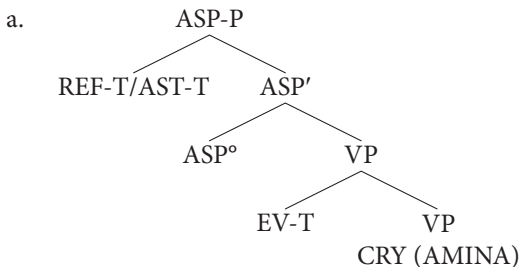 a. ASP-P
REF-T/AST-T ASP′
ASP° VP
EV-T VP
CRY (AMINA)